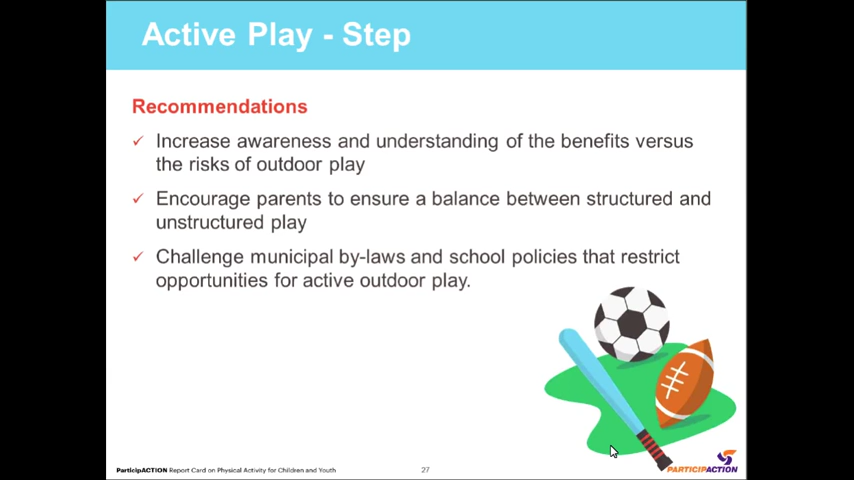 Active Play - Step
Recommendations
Increase awareness and understanding of the benefits versus
the risks of outdoor play
Encourage parents to ensure a balance between structured and
unstructured play
Challenge municipal by-laws and school policies that restrict
opportunities for active outdoor play.
ParticipACTION Report Card on Physical Activity for Children and Youth
27
PARTICIPACTION